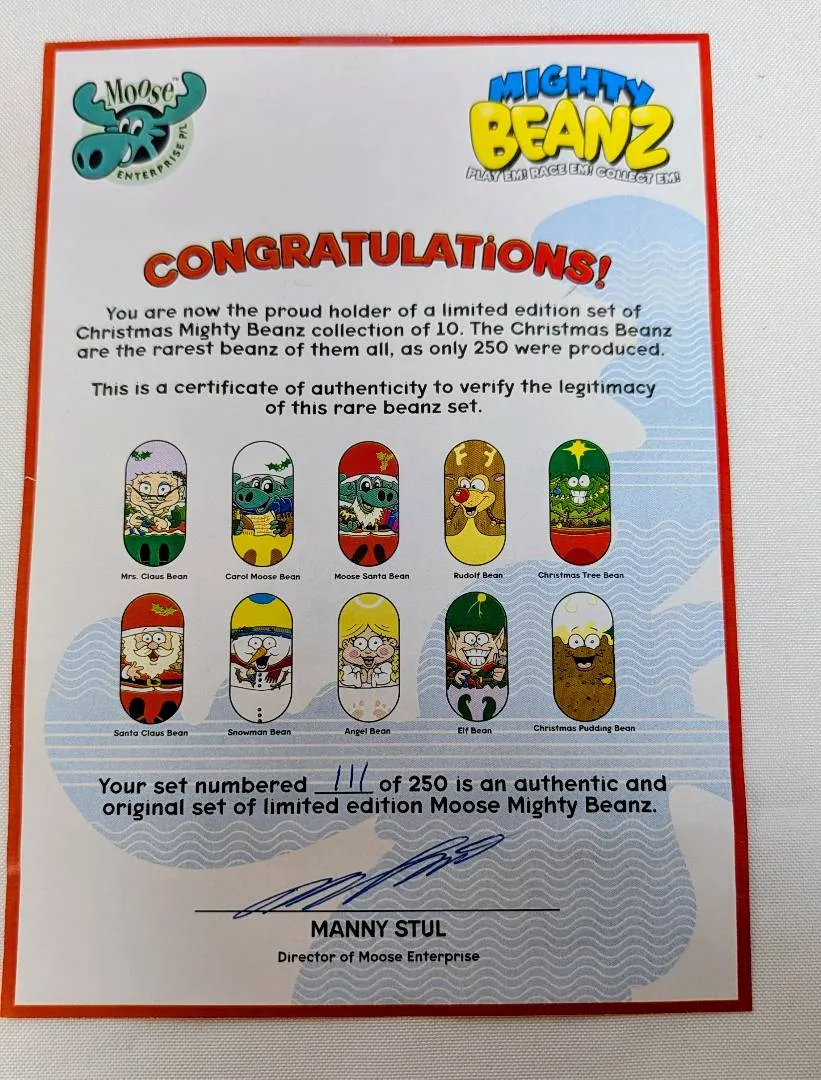 Moose™
ENTERPRISE P/L
MIGHTY
BEANZ
PLAY EM! RACE EM! COLLECT EM!
CONGRATULATIONS!
You are now the proud holder of a limited edition set of
Christmas Mighty Beanz collection of 10. The Christmas Beanz
are the rarest beanz of them all, as only 250 were produced.
This is a certificate of authenticity to verify the legitimacy
of this rare beanz set.
Mrs. Claus Bean Carol Moose Bean Moose Santa Bean Rudolf Bean Christmas Tree Bean
Santa Claus Bean Snowman Bean Angel Bean Elf Bean Christmas Pudding Bean
Your set numbered 111 of 250 is an authentic and
original set of limited edition Moose Mighty Beanz.
MANNY STUL
Director of Moose Enterprise